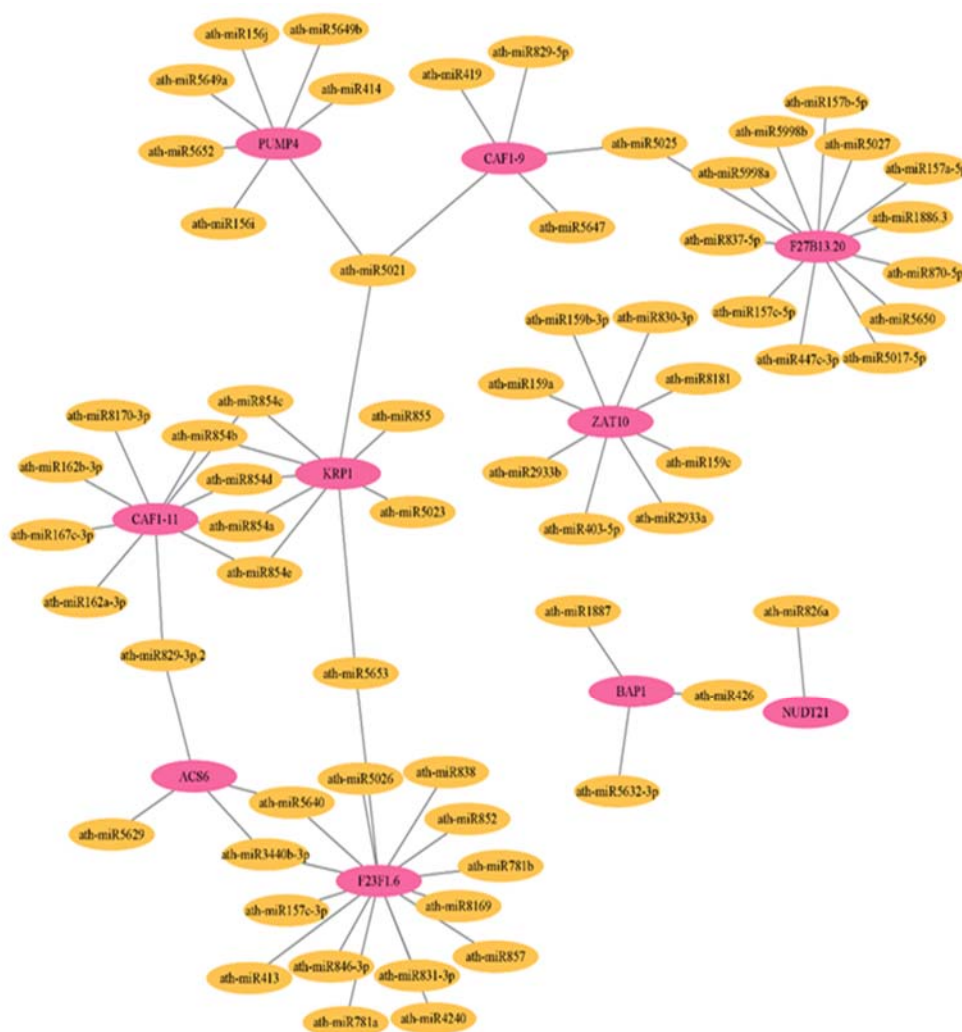 ath-miR156j
ath-miR5649b
ath-miR5649a
ath-miR414
PUMP4
ath-miR5652
ath-miR156i
ath-miR419
ath-miR829-5p
CAF1-9
ath-miR5025
ath-miR5647
ath-miR5021
ath-miR157b-5p
ath-miR5998b
ath-miR5027
ath-miR5998a
ath-miR157a-5p
ath-miR1886.3
ath-miR837-5p
F27B13.20
ath-miR870-5p
ath-miR157c-5p
ath-miR5650
ath-miR447c-3p
ath-miR5017-5p
ath-miR159b-3p
ath-miR830-3p
ath-miR159a
ath-miR8181
ZAT10
ath-miR2933b
ath-miR159c
ath-miR403-5p
ath-miR2933a
ath-miR8170-3p
ath-miR854c
ath-miR854b
ath-miR855
ath-miR162b-3p
ath-miR854d
KRP1
CAF1-11
ath-miR167c-3p
ath-miR854a
ath-miR5023
ath-miR854e
ath-miR162a-3p
ath-miR829-3p.2
ath-miR5653
ath-miR1887
ath-miR826a
BAP1
ath-miR426
NUDT21
ath-miR5632-3p
ACS6
ath-miR5026
ath-miR838
ath-miR5640
ath-miR852
ath-miR5629
ath-miR3440b-3p
ath-miR781b
F23F1.6
ath-miR157c-3p
ath-miR8169
ath-miR857
ath-miR413
ath-miR846-3p
ath-miR831-3p
ath-miR781a
ath-miR4240